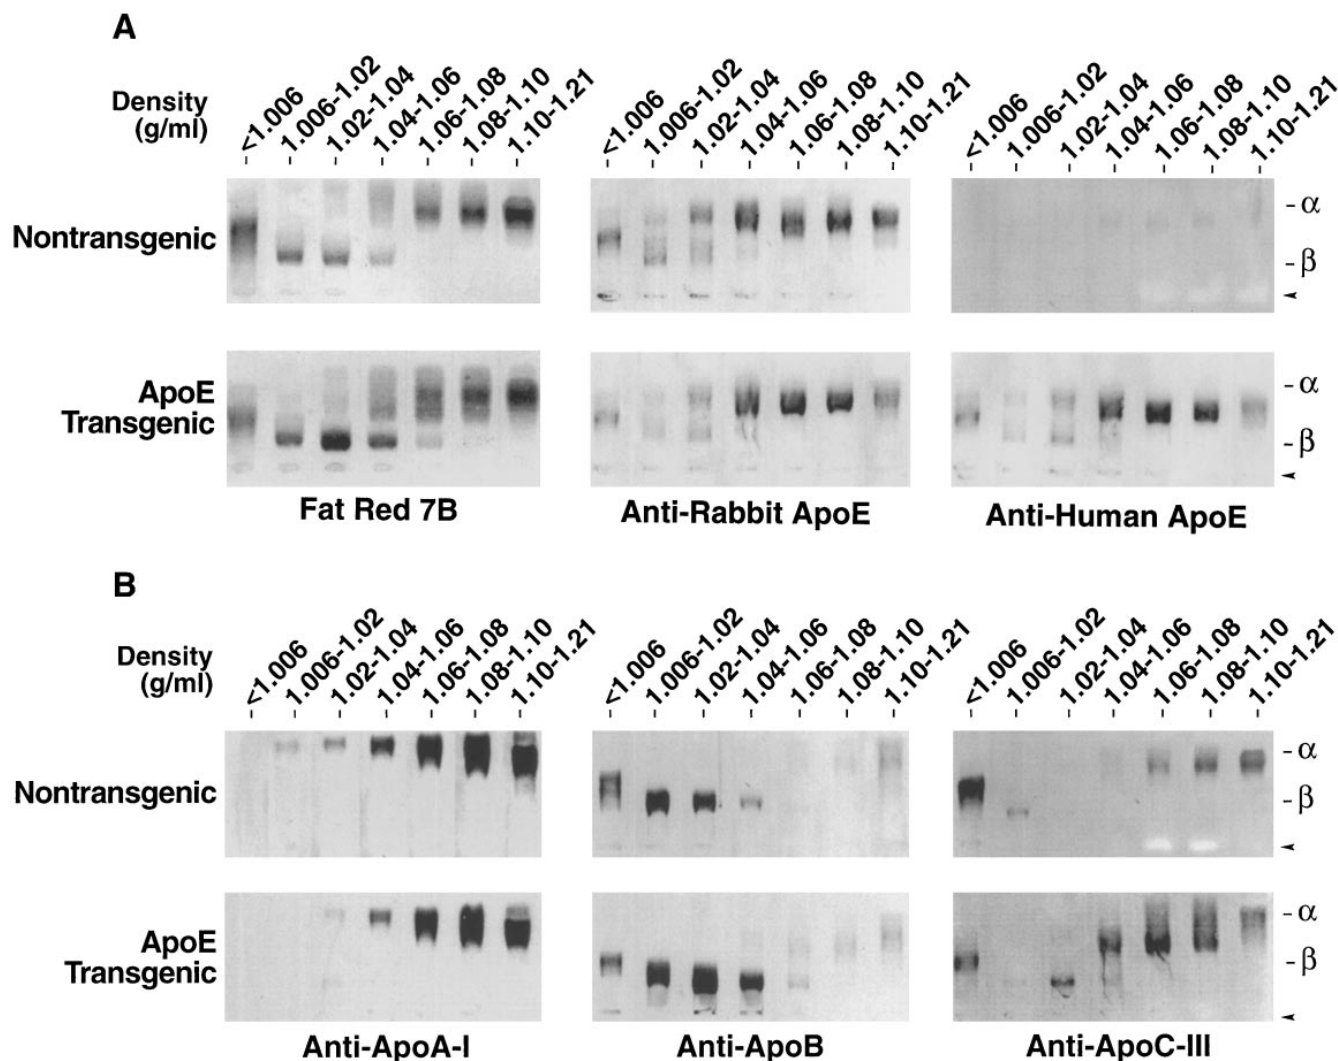 A
Density
(g/ml)
<1.006 1.006-1.02 1.02-1.04 1.04-1.06 1.06-1.08 1.08-1.10 1.10-1.21
<1.006 1.006-1.02 1.02-1.04 1.04-1.06 1.06-1.08 1.08-1.10 1.10-1.21
<1.006 1.006-1.02 1.02-1.04 1.04-1.06 1.06-1.08 1.08-1.10 1.10-1.21
Nontransgenic
- α
- β
ApoE
Transgenic
- α
- β
Fat Red 7B
Anti-Rabbit ApoE
Anti-Human ApoE
B
Density
(g/ml)
<1.006 1.006-1.02 1.02-1.04 1.04-1.06 1.06-1.08 1.08-1.10 1.10-1.21
<1.006 1.006-1.02 1.02-1.04 1.04-1.06 1.06-1.08 1.08-1.10 1.10-1.21
<1.006 1.006-1.02 1.02-1.04 1.04-1.06 1.06-1.08 1.08-1.10 1.10-1.21
Nontransgenic
- α
- β
ApoE
Transgenic
- α
- β
Anti-ApoA-I
Anti-ApoB
Anti-ApoC-III